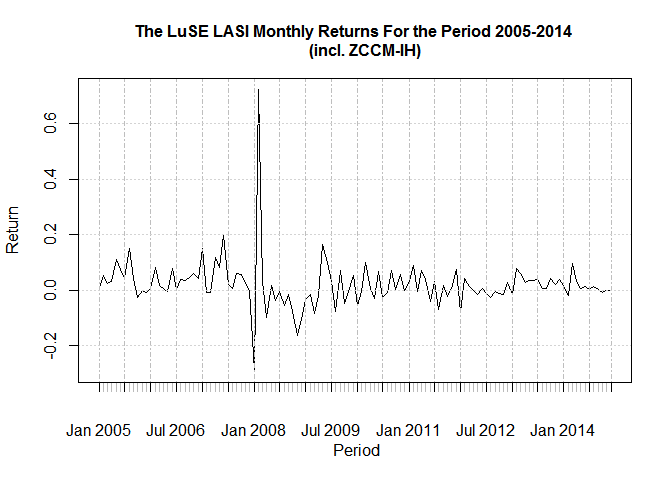 The LuSE LASI Monthly Returns For the Period 2005-2014
(incl. ZCCM-IH)
Return
0.6
0.4
0.2
0.0
-0.2
Jan 2005 Jul 2006 Jan 2008 Jul 2009 Jan 2011 Jul 2012 Jan 2014
Period